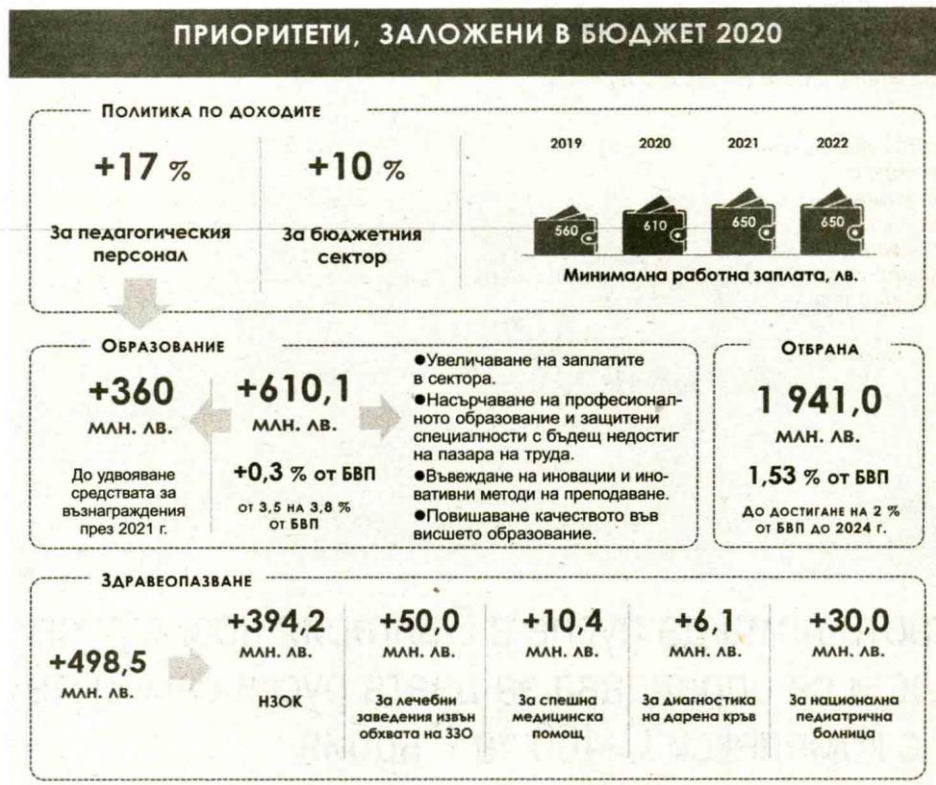 ПРИОРИТЕТИ, ЗАЛОЖЕНИ В БЮДЖЕТ 2020
ПОЛИТИКА ПО ДОХОДИТЕ
+17 %
За педагогическия
персонал
+10 %
За бюджетния
сектор
2019 2020 2021 2022
560 610 650 650
Минимална работна заплата, лв.
ОБРАЗОВАНИЕ
+360
МЛН. ЛВ.
До удвояване
средствата за
възнаграждения
през 2021 г.
+610,1
МЛН. ЛВ.
+0,3 % от БВП
от 3,5 на 3,8 %
от БВП
●Увеличаване на заплатите
в сектора.
●Насърчаване на професионал-
ното образование и защитени
специалности с бъдещ недостиг
на пазара на труда.
●Въвеждане на иновации и ино-
вативни методи на преподаване.
●Повишаване качеството във
висшето образование.
ОТБРАНА
1 941,0
МЛН. ЛВ.
1,53 % от БВП
До достигане на 2 %
от БВП до 2024 г.
ЗДРАВЕОПАЗВАНЕ
+498,5
МЛН. ЛВ.
+394,2
МЛН. ЛВ.
НЗОК
+50,0
МЛН. ЛВ.
За лечебни
заведения извън
обхвата на ЗЗО
+10,4
МЛН. ЛВ.
За спешна
медицинска
помощ
+6,1
МЛН. ЛВ.
За диагностика
на дарена кръв
+30,0
МЛН. ЛВ.
За национална
педиатрична
болница